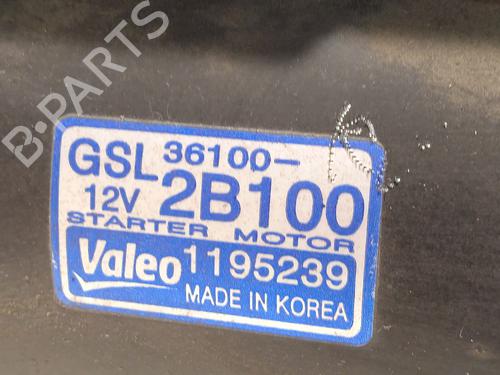 B-PARTS
GSL 36100-
12V 2B100
STARTER MOTOR
Valeo 1195239
MADE IN KOREA